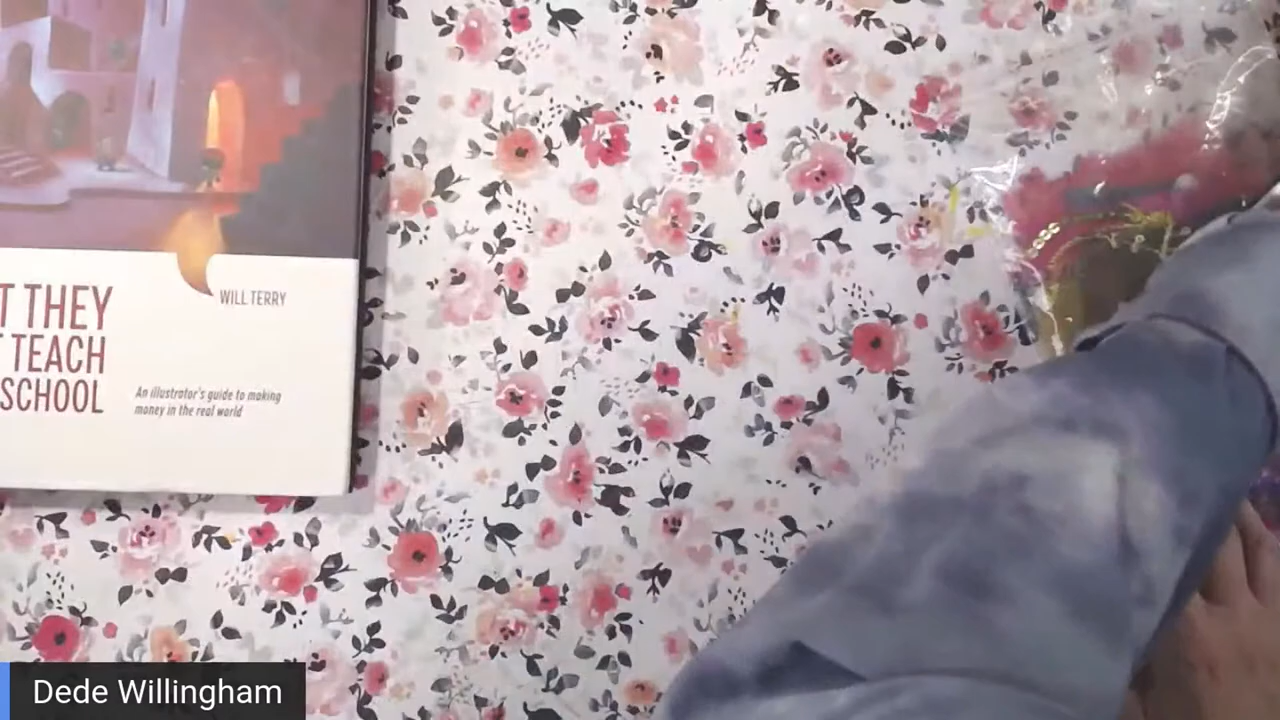 WILL TERRY
T THEY
T TEACH
SCHOOL
An illustrator's guide to making
money in the real world
Dede Willingham